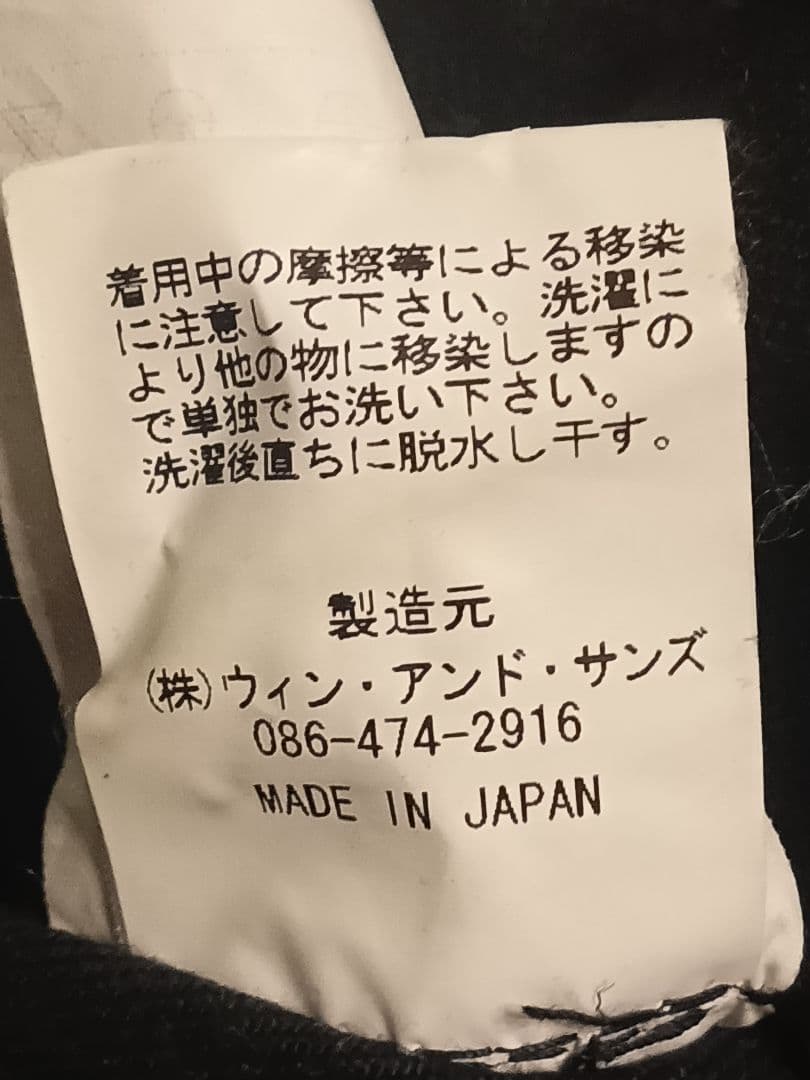 着用中の摩擦等による移染
に注意して下さい。洗濯に
より他の物に移染しますの
で単独でお洗い下さい。
洗濯後直ちに脱水し干す。
製造元
(株)ウィン・アンド・サンズ
086-474-2916
MADE IN JAPAN